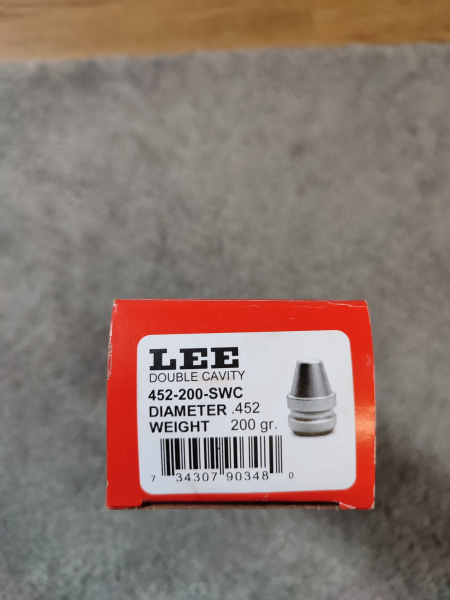 LEE
DOUBLE CAVITY
452-200-SWC
DIAMETER .452
WEIGHT 200 gr.
7 34307 90348 0